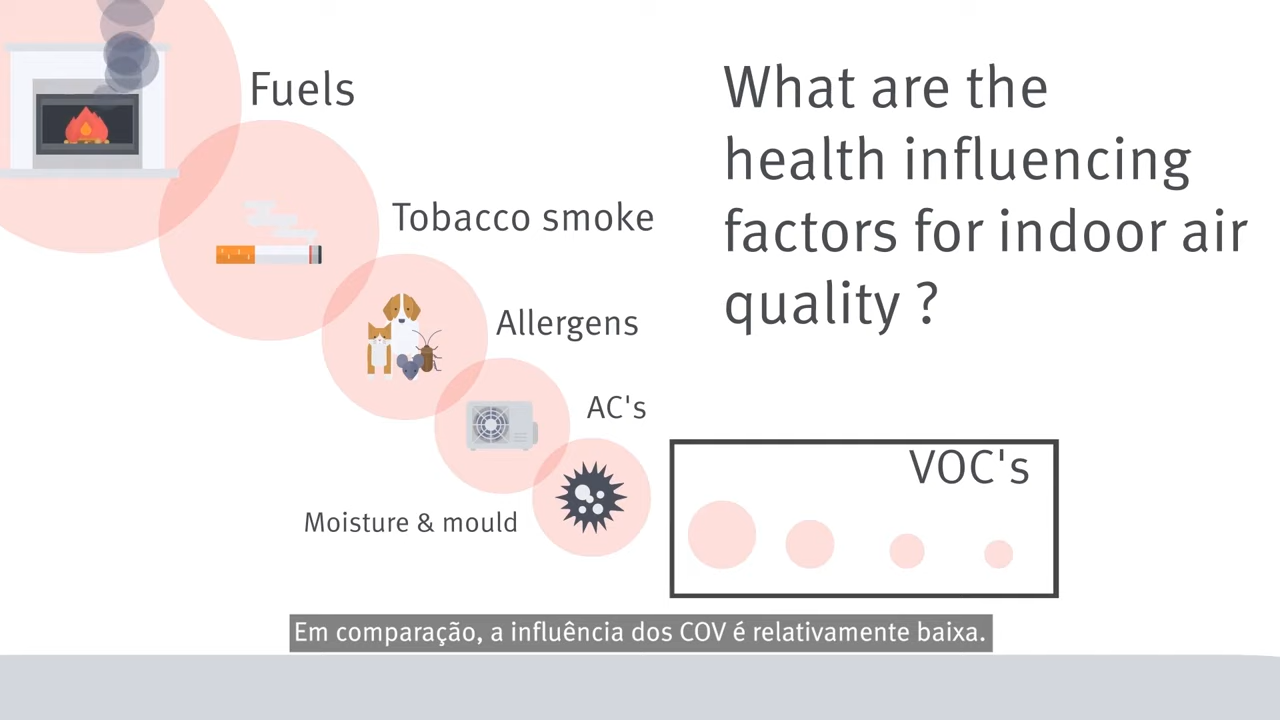 Fuels
Tobacco smoke
Allergens
AC's
Moisture & mould
What are the
health influencing
factors for indoor air
quality ?
VOC's
Em comparação, a influência dos COV é relativamente baixa.